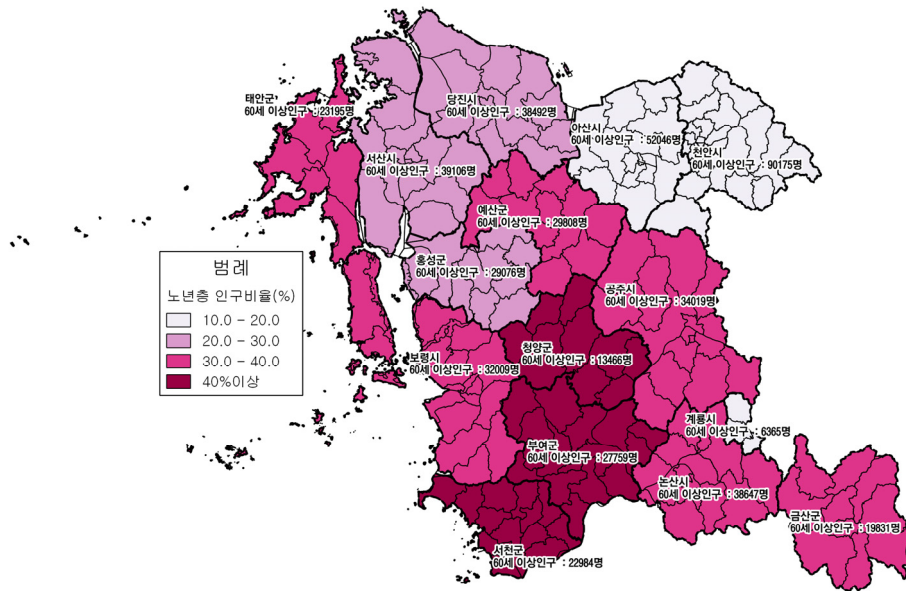 당진시
60세 이상인구 : 38492명
태안군
60세 이상인구 : 23195명
아산시
60세 이상인구 : 52046명
천안시
60세 이상인구 : 90175명
서산시
60세 이상인구 : 39106명
예산군
60세 이상인구 : 29808명
홍성군
60세 이상인구 : 29076명
공주시
60세 이상인구 : 34019명
범례
노년층 인구비율(%)
10.0 - 20.0
20.0 - 30.0
30.0 - 40.0
40%이상
청양군
60세 이상인구 : 13466명
보령시
60세 이상인구 : 32009명
계룡시
60세 이상인구 : 6365명
부여군
60세 이상인구 : 27759명
논산시
60세 이상인구 : 38647명
금산군
60세 이상인구 : 19831명
서천군
60세 이상인구 : 22984명